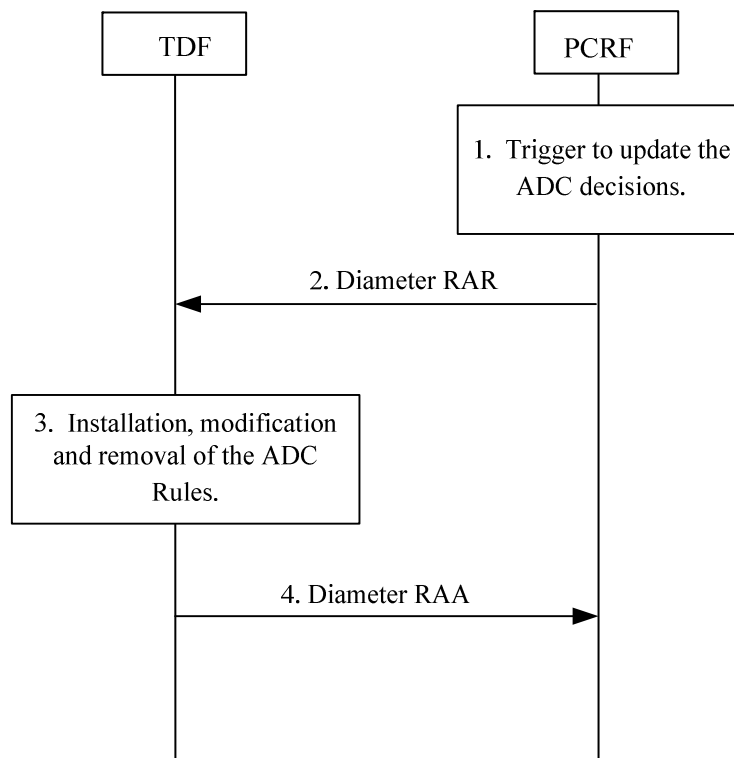 TDF
PCRF
1. Trigger to update the
ADC decisions.
2. Diameter RAR
3. Installation, modification
and removal of the ADC
Rules.
4. Diameter RAA